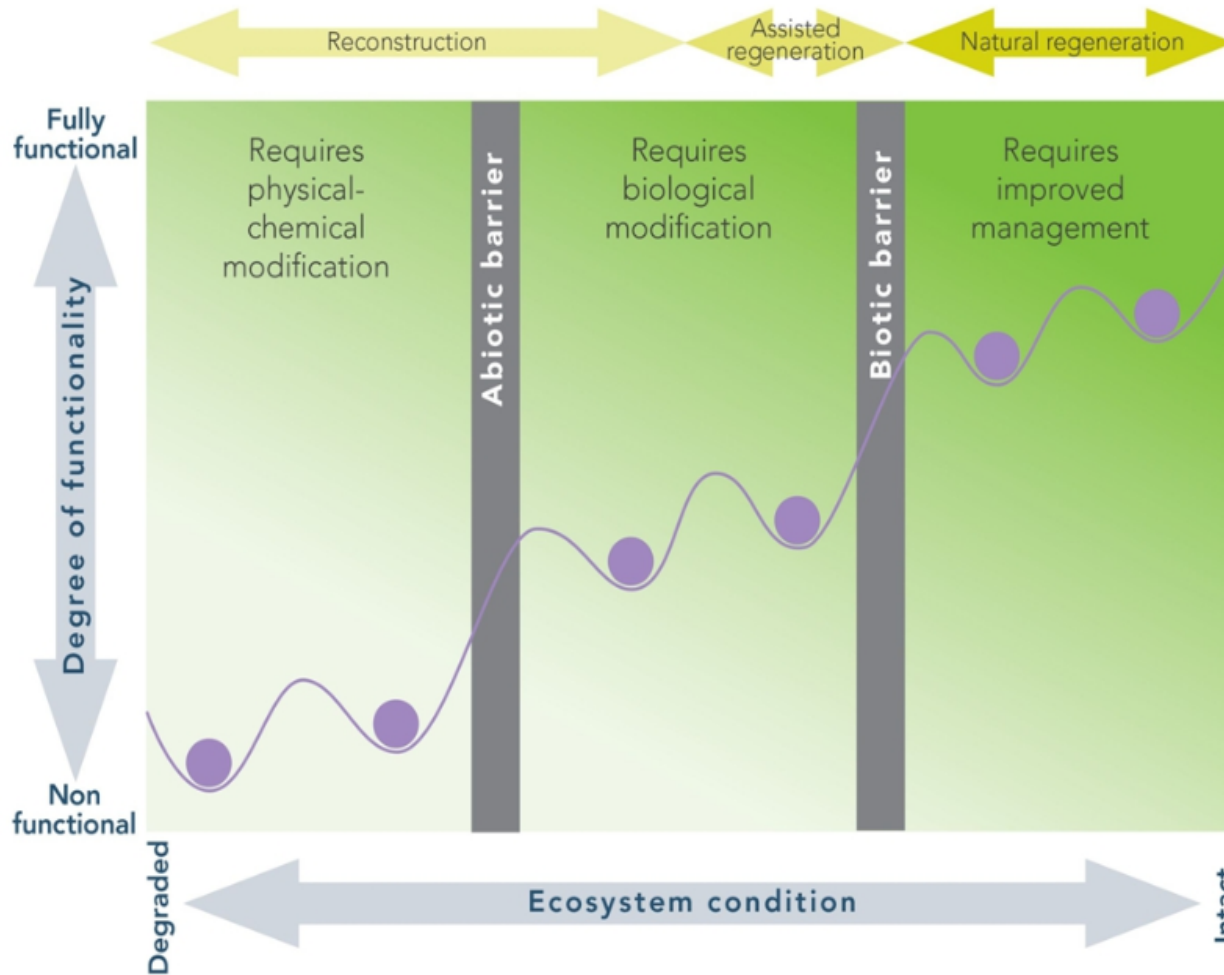 Reconstruction
Assisted
regeneration
Natural regeneration
Fully
functional
Degree of functionality
Non
functional
Requires
physical-
chemical
modification
Abiotic barrier
Requires
biological
modification
Biotic barrier
Requires
improved
management
Degraded
Ecosystem condition
Intact